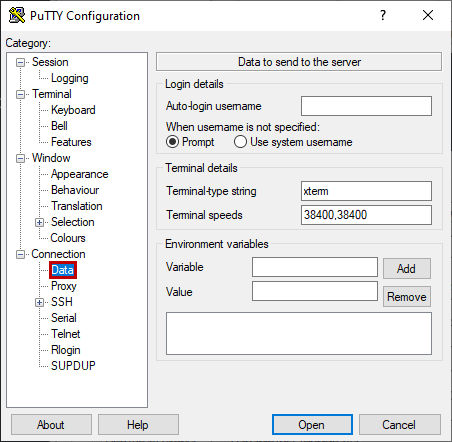 PuTTY Configuration
?
Category:
Session
Logging
Terminal
Keyboard
Bell
Features
Window
Appearance
Behaviour
Translation
Selection
Colours
Connection
Data
Proxy
SSH
Serial
Telnet
Rlogin
SUPDUP
Data to send to the server
Login details
Auto-login username
When username is not specified:
Prompt Use system username
Terminal details
Terminal-type string xterm
Terminal speeds 38400,38400
Environment variables
Variable Add
Value Remove
About Help Open Cancel